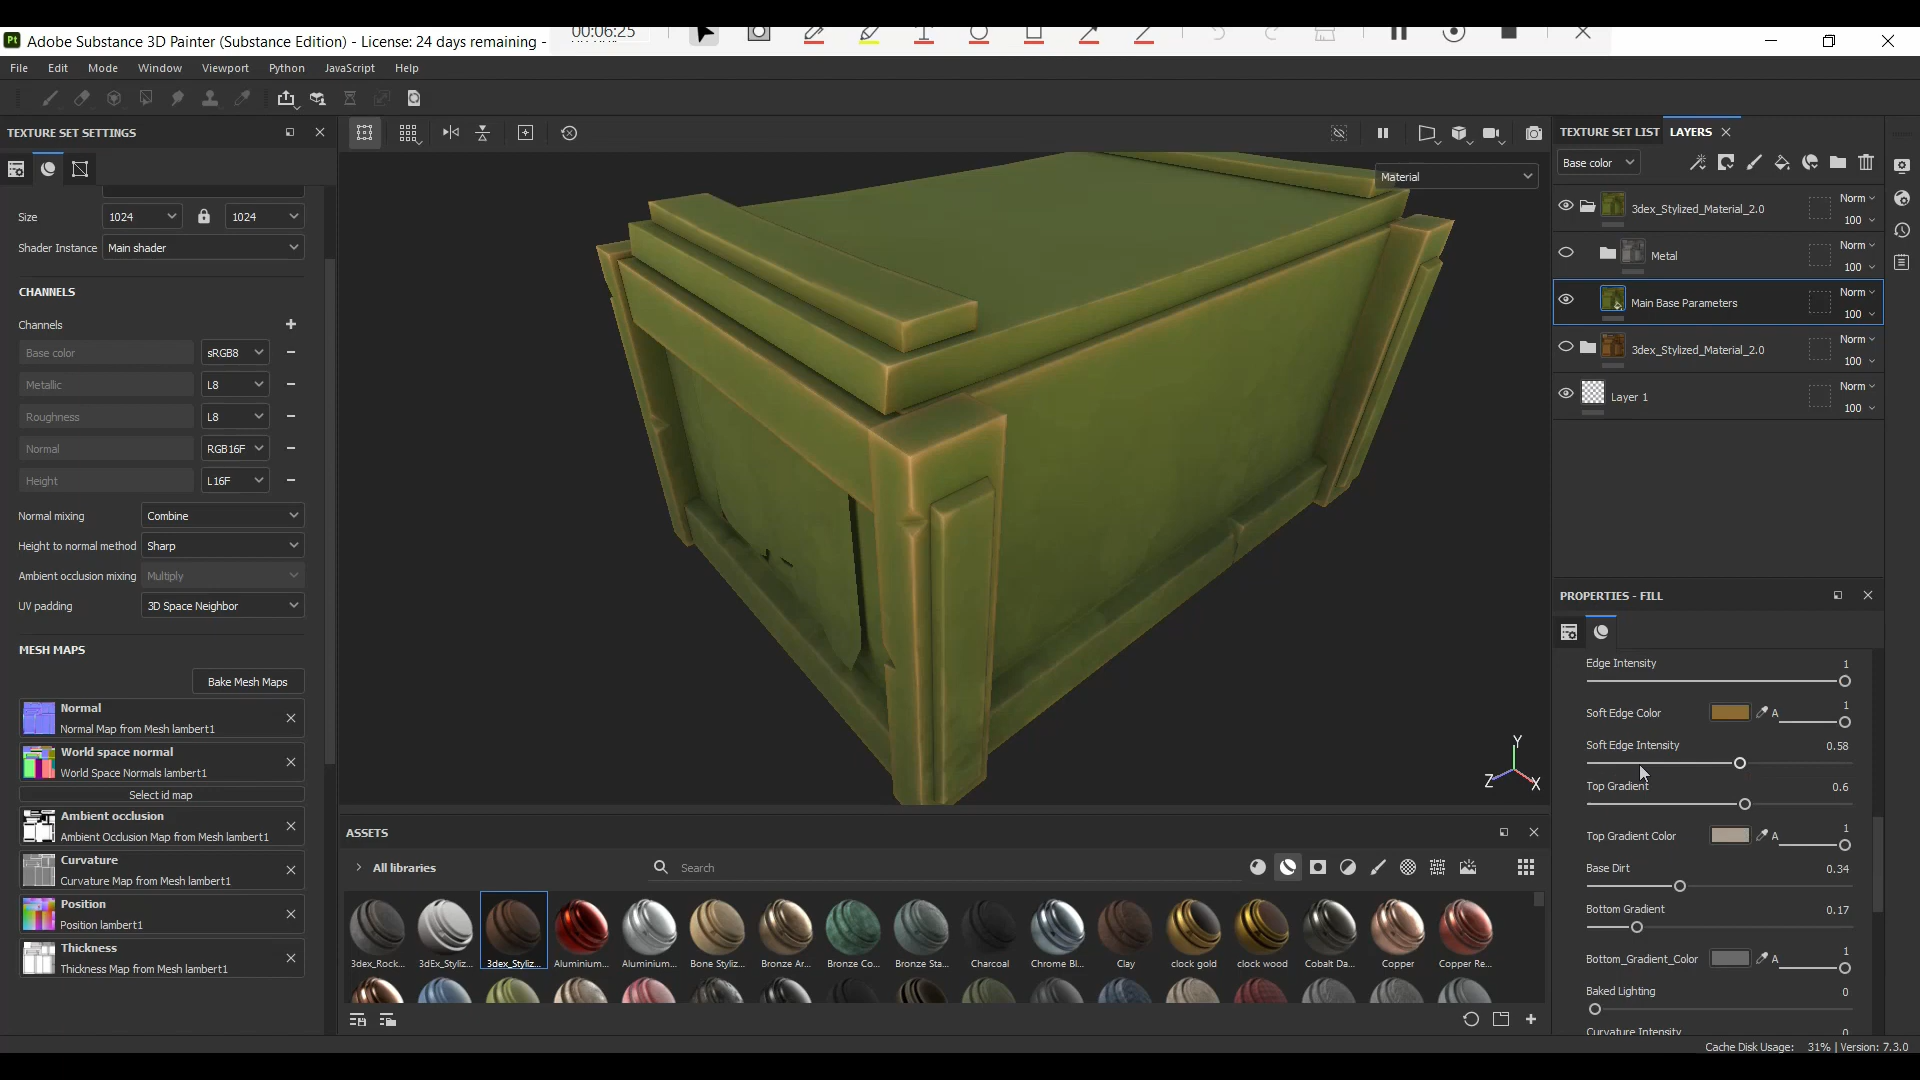 00:06:25
Adobe Substance 3D Painter (Substance Edition) - License: 24 days remaining -
File Edit Mode Window Viewport Python JavaScript Help
TEXTURE SET SETTINGS
Size 1024 1024
Shader Instance Main shader
CHANNELS
Channels
Base color sRGB8
Metallic L8
Roughness L8
Normal RGB16F
Height L16F
Normal mixing Combine
Height to normal method Sharp
Ambient occlusion mixing Multiply
UV padding 3D Space Neighbor
MESH MAPS
Bake Mesh Maps
Normal
Normal Map from Mesh lambert1
World space normal
World Space Normals lambert1
Select id map
Ambient occlusion
Ambient Occlusion Map from Mesh lambert1
Curvature
Curvature Map from Mesh lambert1
Position
Position lambert1
Thickness
Thickness Map from Mesh lambert1
Material
Y
Z X
ASSETS
All libraries
Search
3dex_Rock... 3dEx_Styliz... 3dex_Styliz... Aluminium... Aluminium... Bone Styliz... Bronze Ar... Bronze Co... Bronze Sta... Charcoal Chrome Bl... Clay clock gold clock wood Cobalt Da... Copper Copper Re...
TEXTURE SET LIST LAYERS
Base color
3dex_Stylized_Material_2.0 Norm
100
Metal Norm
100
Main Base Parameters Norm
100
3dex_Stylized_Material_2.0 Norm
100
Layer 1 Norm
100
PROPERTIES - FILL
Edge Intensity 1
Soft Edge Color A 1
Soft Edge Intensity 0.58
Top Gradient 0.6
Top Gradient Color A 1
Base Dirt 0.34
Bottom Gradient 0.17
Bottom_Gradient_Color A 1
Baked Lighting 0
Curvature Intensity 0
Cache Disk Usage: 31% | Version: 7.3.0